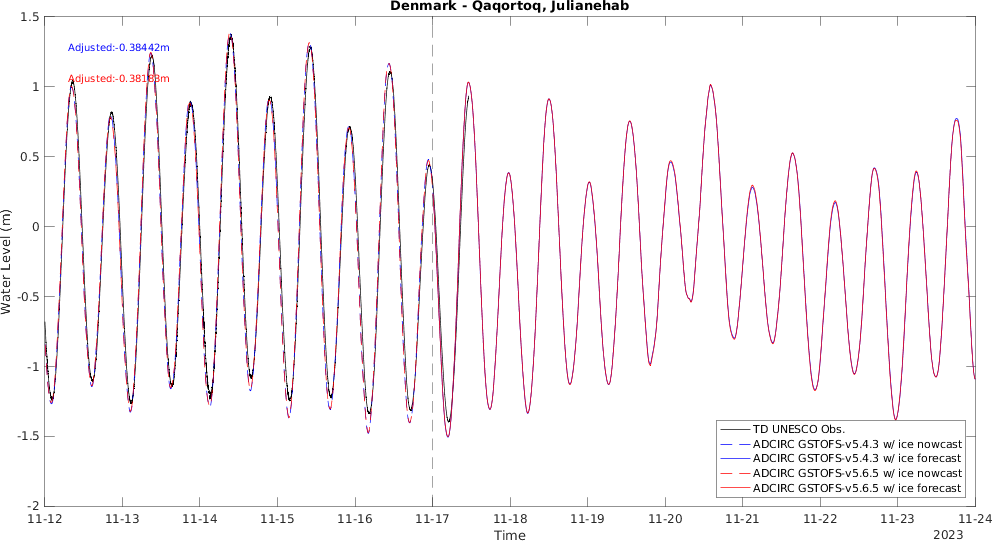 Denmark - Qaqortoq, Julianehab
Adjusted:-0.38442m
Adjusted:-0.38183m
Water Level (m)
1.5
1
0.5
0
-0.5
-1
-1.5
-2
TD UNESCO Obs.
ADCIRC GSTOFS-v5.4.3 w/ ice nowcast
ADCIRC GSTOFS-v5.4.3 w/ ice forecast
ADCIRC GSTOFS-v5.6.5 w/ ice nowcast
ADCIRC GSTOFS-v5.6.5 w/ ice forecast
11-12 11-13 11-14 11-15 11-16 11-17 11-18 11-19 11-20 11-21 11-22 11-23 11-24
Time
2023